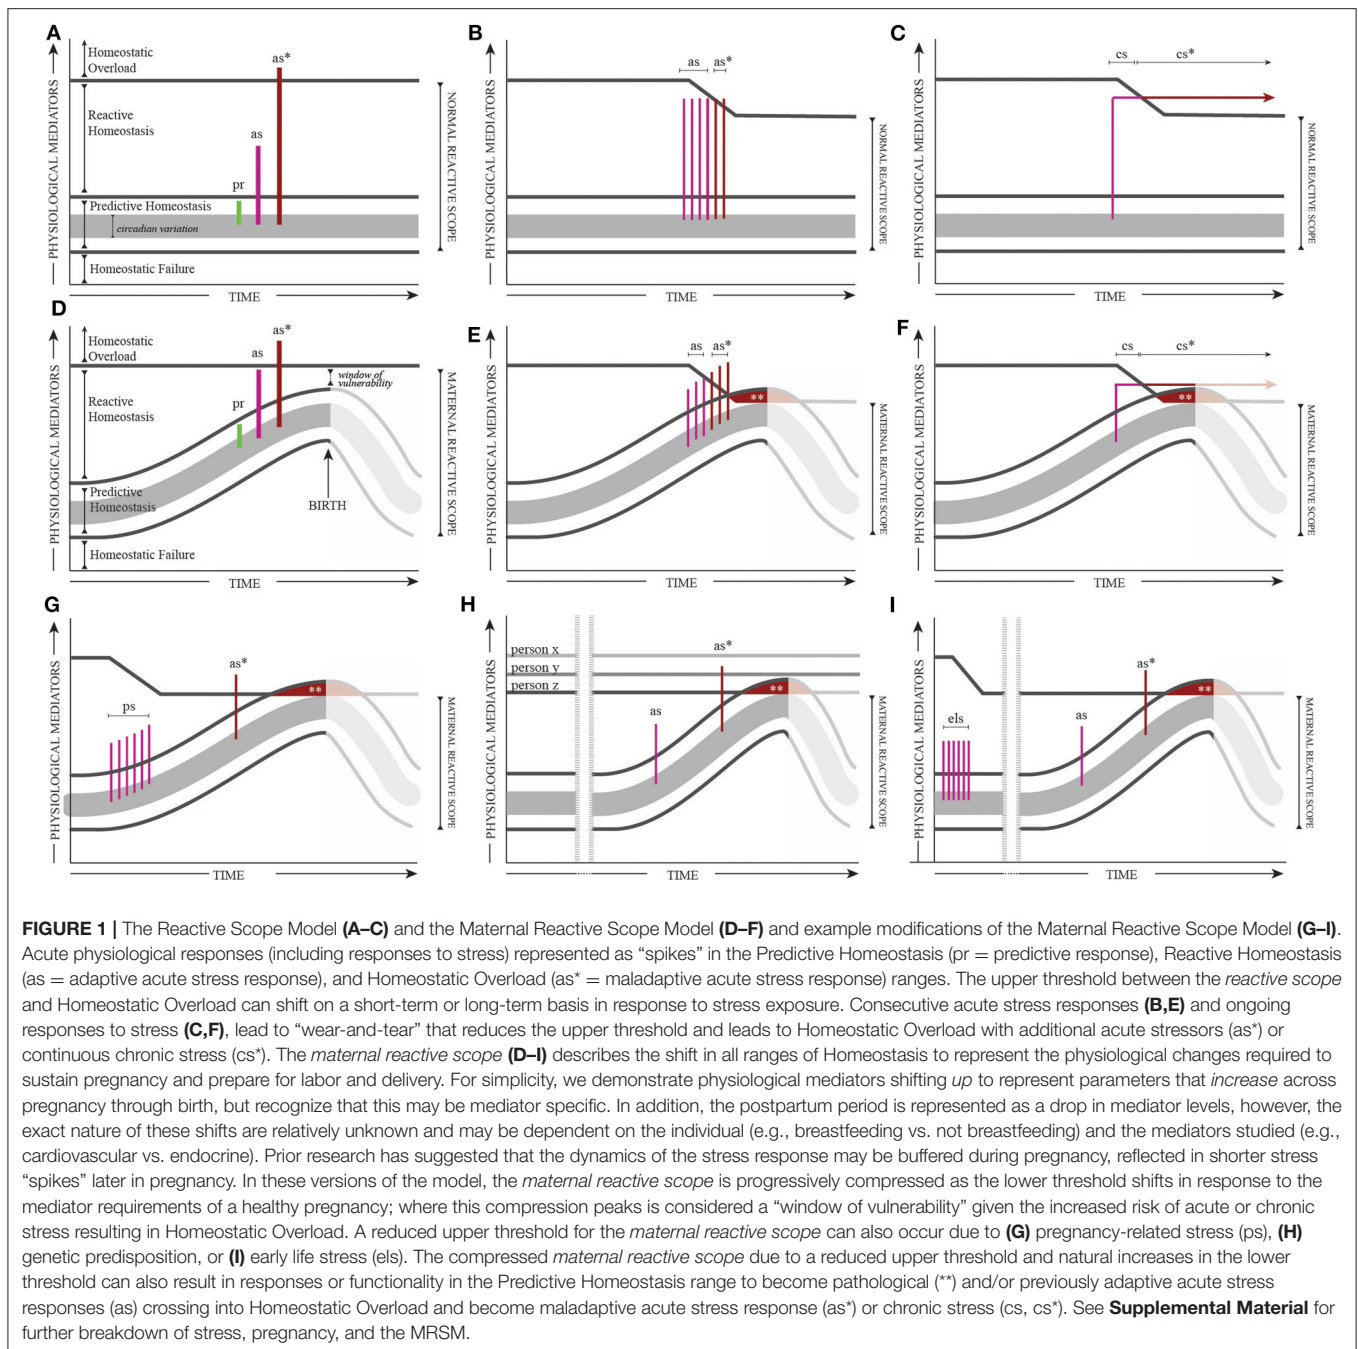 A
PHYSIOLOGICAL MEDIATORS
Homeostatic
Overload
Reactive
Homeostasis
Predictive Homeostasis
circadian variation
Homeostatic Failure
pr
as
as*
NORMAL REACTIVE SCOPE
TIME
B
PHYSIOLOGICAL MEDIATORS
as
as*
NORMAL REACTIVE SCOPE
TIME
C
PHYSIOLOGICAL MEDIATORS
cs
cs*
NORMAL REACTIVE SCOPE
TIME
D
PHYSIOLOGICAL MEDIATORS
Homeostatic
Overload
Reactive
Homeostasis
Predictive
Homeostasis
Homeostatic Failure
pr
as
as*
window of
vulnerability
BIRTH
MATERNAL REACTIVE SCOPE
TIME
E
PHYSIOLOGICAL MEDIATORS
as
as*
**
MATERNAL REACTIVE SCOPE
TIME
F
PHYSIOLOGICAL MEDIATORS
cs
cs*
**
MATERNAL REACTIVE SCOPE
TIME
G
PHYSIOLOGICAL MEDIATORS
ps
as*
**
MATERNAL REACTIVE SCOPE
TIME
H
PHYSIOLOGICAL MEDIATORS
person x
person y
person z
as
as*
**
MATERNAL REACTIVE SCOPE
TIME
I
PHYSIOLOGICAL MEDIATORS
els
as
as*
**
MATERNAL REACTIVE SCOPE
TIME
FIGURE 1 | The Reactive Scope Model (A–C) and the Maternal Reactive Scope Model (D–F) and example modifications of the Maternal Reactive Scope Model (G–I).
Acute physiological responses (including responses to stress) represented as “spikes” in the Predictive Homeostasis (pr = predictive response), Reactive Homeostasis
(as = adaptive acute stress response), and Homeostatic Overload (as* = maladaptive acute stress response) ranges. The upper threshold between the reactive scope
and Homeostatic Overload can shift on a short-term or long-term basis in response to stress exposure. Consecutive acute stress responses (B,E) and ongoing
responses to stress (C,F), lead to “wear-and-tear” that reduces the upper threshold and leads to Homeostatic Overload with additional acute stressors (as*) or
continuous chronic stress (cs*). The maternal reactive scope (D–I) describes the shift in all ranges of Homeostasis to represent the physiological changes required to
sustain pregnancy and prepare for labor and delivery. For simplicity, we demonstrate physiological mediators shifting up to represent parameters that increase across
pregnancy through birth, but recognize that this may be mediator specific. In addition, the postpartum period is represented as a drop in mediator levels, however, the
exact nature of these shifts are relatively unknown and may be dependent on the individual (e.g., breastfeeding vs. not breastfeeding) and the mediators studied (e.g.,
cardiovascular vs. endocrine). Prior research has suggested that the dynamics of the stress response may be buffered during pregnancy, reflected in shorter stress
“spikes” later in pregnancy. In these versions of the model, the maternal reactive scope is progressively compressed as the lower threshold shifts in response to the
mediator requirements of a healthy pregnancy; where this compression peaks is considered a “window of vulnerability” given the increased risk of acute or chronic
stress resulting in Homeostatic Overload. A reduced upper threshold for the maternal reactive scope can also occur due to (G) pregnancy-related stress (ps), (H)
genetic predisposition, or (I) early life stress (els). The compressed maternal reactive scope due to a reduced upper threshold and natural increases in the lower
threshold can also result in responses or functionality in the Predictive Homeostasis range to become pathological (**) and/or previously adaptive acute stress
responses (as) crossing into Homeostatic Overload and become maladaptive acute stress response (as*) or chronic stress (cs, cs*). See Supplemental Material for
further breakdown of stress, pregnancy, and the MRSM.